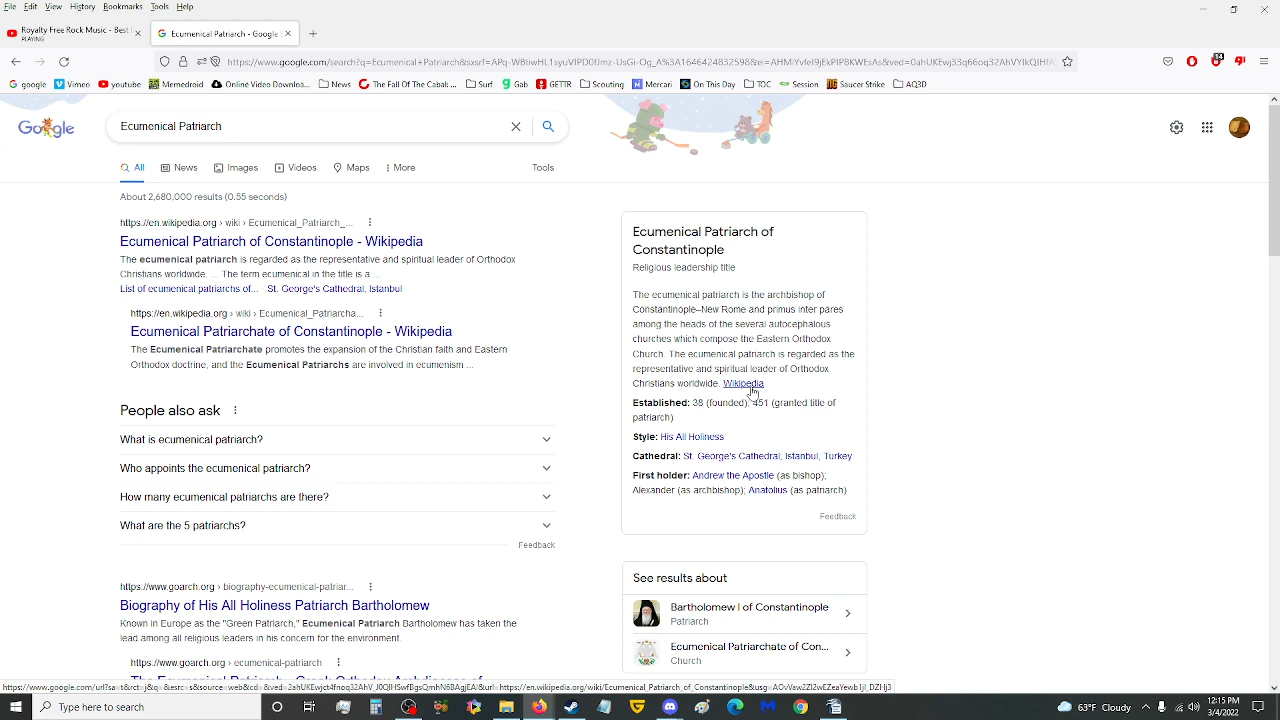 File Edit View History Bookmarks Tools Help
Royalty Free Rock Music - Best
PLAYING
Ecumenical Patriarch - Google
Google Vimeo youtube Memedroid Online Video Downloa... News The Fall Of The Cabal: ... Surf Gab GETTR Scouting Mercari On This Day TOC Session Saucer Strike AQ3D
Google
Ecumenical Patriarch
All News Images Videos Maps More Tools
About 2,680,000 results (0.55 seconds)
https://en.wikipedia.org › wiki › Ecumenical_Patriarch_...
Ecumenical Patriarch of Constantinople - Wikipedia
The ecumenical patriarch is regarded as the representative and spiritual leader of Orthodox
Christians worldwide. ... The term ecumenical in the title is a ...
List of ecumenical patriarchs of... · St. George's Cathedral, Istanbul
https://en.wikipedia.org › wiki › Ecumenical_Patriarcha...
Ecumenical Patriarchate of Constantinople - Wikipedia
The Ecumenical Patriarchate promotes the expansion of the Christian faith and Eastern
Orthodox doctrine, and the Ecumenical Patriarchs are involved in ecumenism ...
People also ask
What is ecumenical patriarch?
Who appoints the ecumenical patriarch?
How many ecumenical patriarchs are there?
What are the 5 patriarchs?
Feedback
https://www.goarch.org › biography-ecumenical-patriar...
Biography of His All Holiness Patriarch Bartholomew
Known in Europe as the "Green Patriarch," Ecumenical Patriarch Bartholomew has taken the
lead among all religious leaders in his concern for the environment.
https://www.goarch.org › ecumenical-patriarch
Ecumenical Patriarch of
Constantinople
Religious leadership title
The ecumenical patriarch is the archbishop of
Constantinople–New Rome and primus inter pares
among the heads of the several autocephalous
churches which compose the Eastern Orthodox
Church. The ecumenical patriarch is regarded as the
representative and spiritual leader of Orthodox
Christians worldwide. Wikipedia
Established: 38 (founded); 451 (granted title of
patriarch)
Style: His All Holiness
Cathedral: St. George's Cathedral, Istanbul, Turkey
First holder: Andrew the Apostle (as bishop);
Alexander (as archbishop); Anatolius (as patriarch)
Feedback
See results about
Bartholomew I of Constantinople
Patriarch
Ecumenical Patriarchate of Con...
Church
Type here to search
63°F Cloudy
12:15 PM
3/4/2022